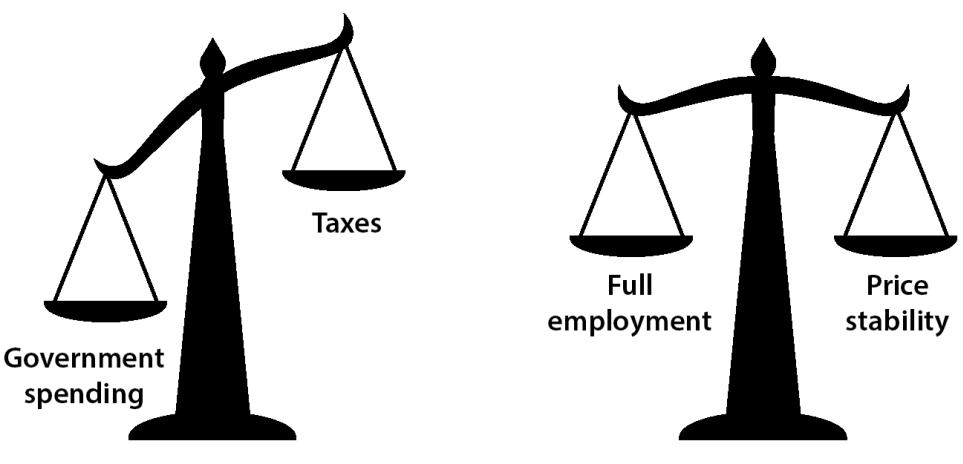 Taxes
Government
spending
Full
employment
Price
stability